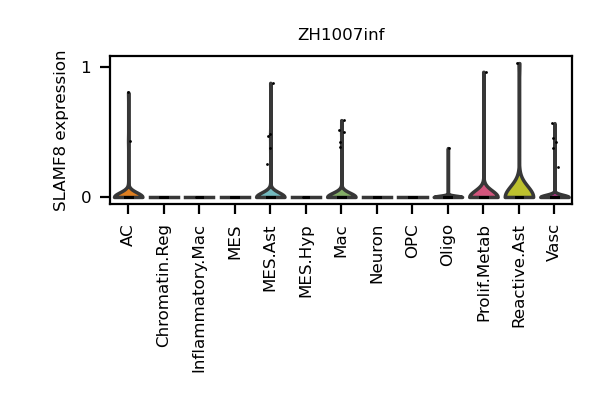 ZH1007inf
SLAMF8 expression
1
0
AC
Chromatin.Reg
Inflammatory.Mac
MES
MES.Ast
MES.Hyp
Mac
Neuron
OPC
Oligo
Prolif.Metab
Reactive.Ast
Vasc